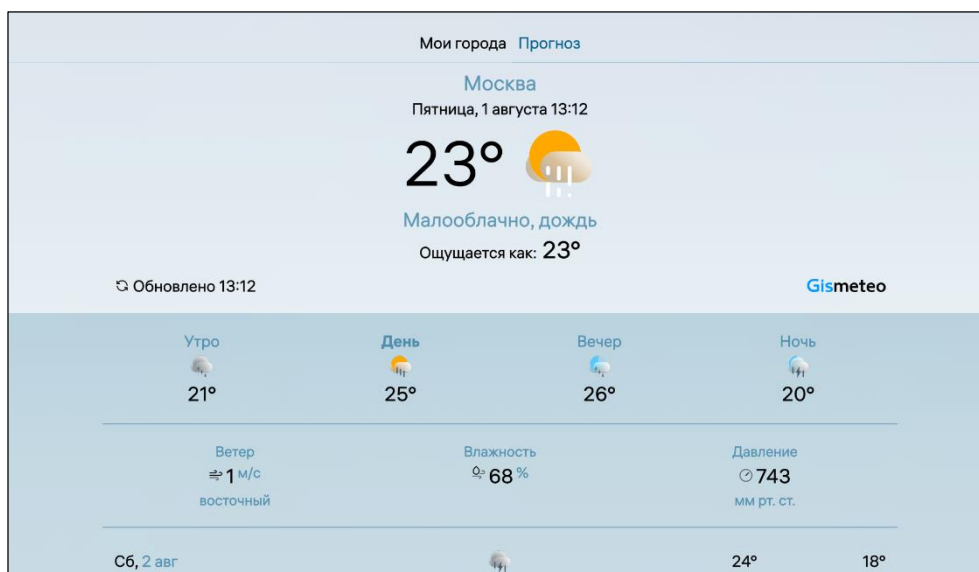 Мои города Прогноз
Москва
Пятница, 1 августа 13:12
23°
Малооблачно, дождь
Ощущается как: 23°
Обновлено 13:12 Gismeteo
Утро День Вечер Ночь
21° 25° 26° 20°
Ветер Влажность Давление
1 м/с 68 % 743
восточный мм рт. ст.
Сб, 2 авг 24° 18°